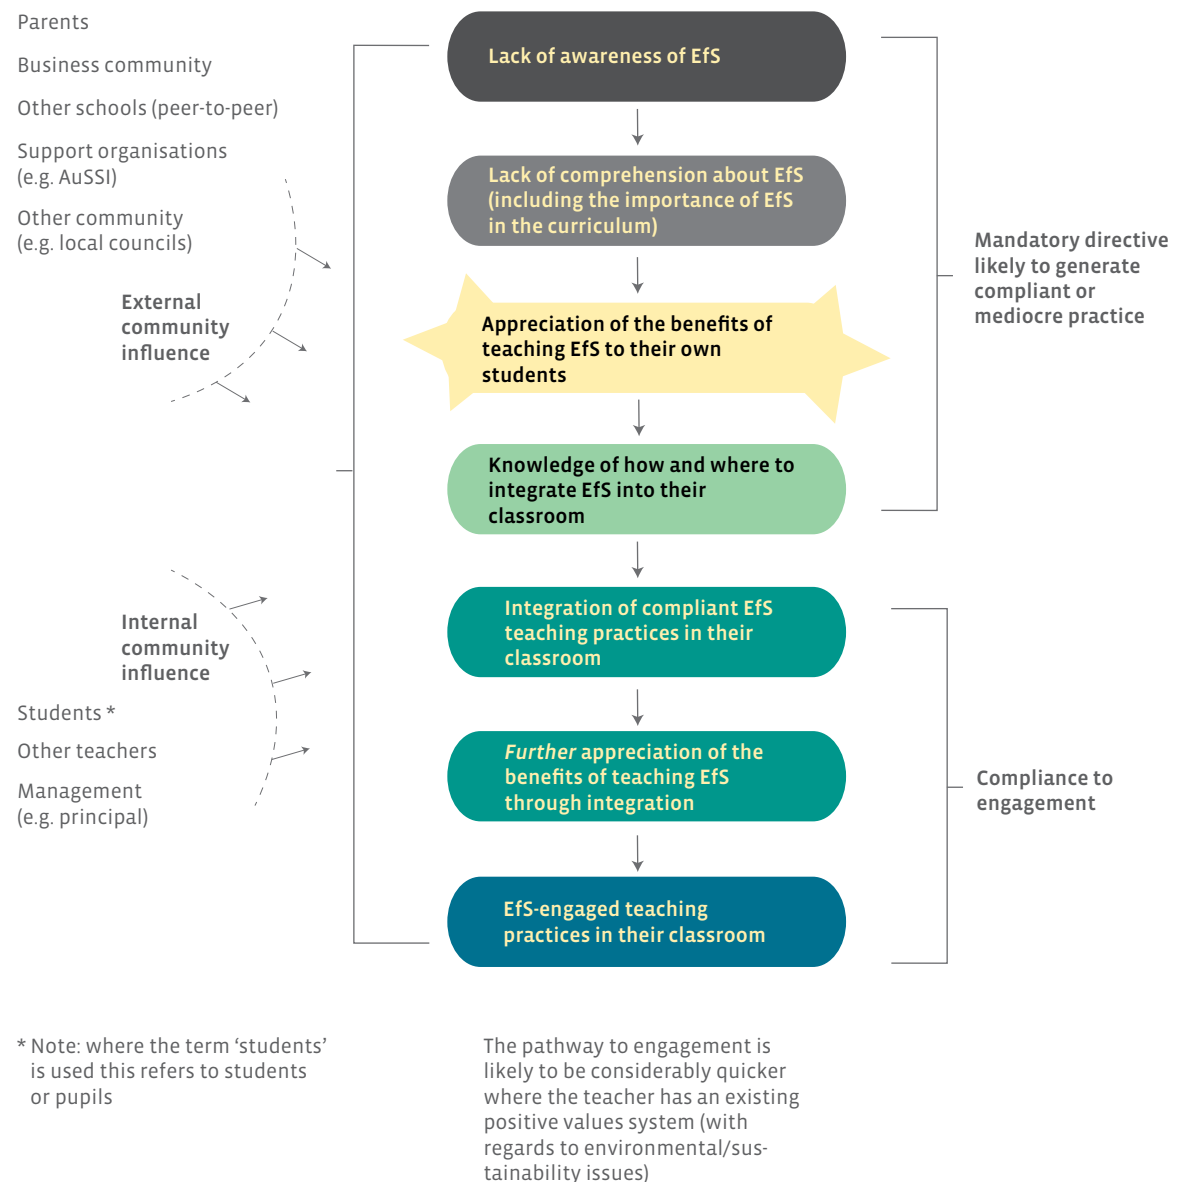 Parents
Business community
Other schools (peer-to-peer)
Support organisations
(e.g. AuSSI)
Other community
(e.g. local councils)
External
community
influence
Internal
community
influence
Students *
Other teachers
Management
(e.g. principal)
Lack of awareness of EfS
Lack of comprehension about EfS
(including the importance of EfS
in the curriculum)
Appreciation of the benefits of
teaching EfS to their own
students
Knowledge of how and where to
integrate EfS into their
classroom
Integration of compliant EfS
teaching practices in their
classroom
Further appreciation of the
benefits of teaching EfS
through integration
EfS-engaged teaching
practices in their classroom
Mandatory directive
likely to generate
compliant or
mediocre practice
Compliance to
engagement
* Note: where the term ‘students’
is used this refers to students
or pupils
The pathway to engagement is
likely to be considerably quicker
where the teacher has an existing
positive values system (with
regards to environmental/sus-
tainability issues)